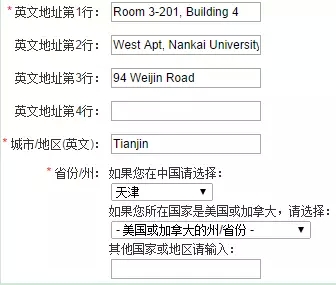 * 英文地址第1行： Room 3-201, Building 4
英文地址第2行： West Apt, Nankai University,
英文地址第3行： 94 Weijin Road
英文地址第4行：
* 城市/地区(英文)： Tianjin
* 省份/州： 如果您在中国请选择：
天津
如果您所在国家是美国或加拿大，请选择：
- 美国或加拿大的州/省份 -
其他国家或地区请输入：